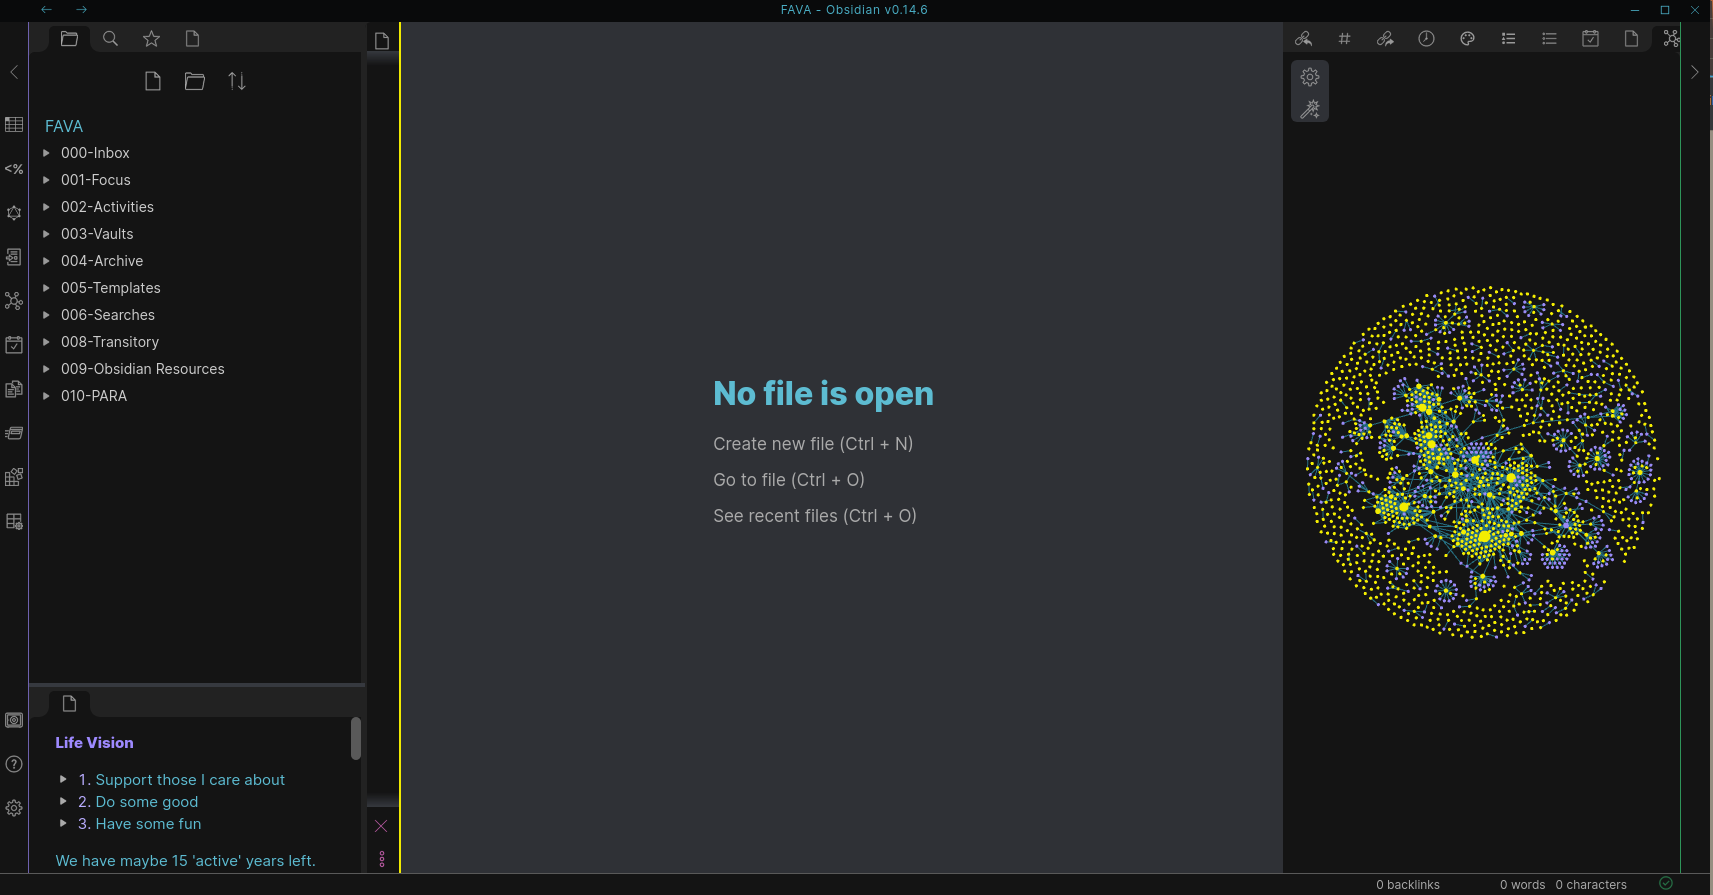 FAVA - Obsidian v0.14.6
<%
FAVA
000-Inbox
001-Focus
002-Activities
003-Vaults
004-Archive
005-Templates
006-Searches
008-Transitory
009-Obsidian Resources
010-PARA
Life Vision
1. Support those I care about
2. Do some good
3. Have some fun
We have maybe 15 'active' years left.
No file is open
Create new file (Ctrl + N)
Go to file (Ctrl + O)
See recent files (Ctrl + O)
0 backlinks 0 words 0 characters